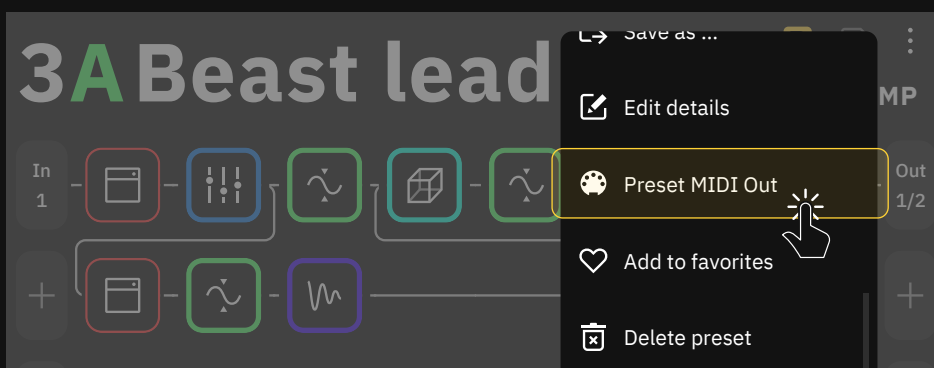 3A Beast lead
Save as ...
MP
Edit details
In
1
Preset MIDI Out
Out
1/2
Add to favorites
Delete preset